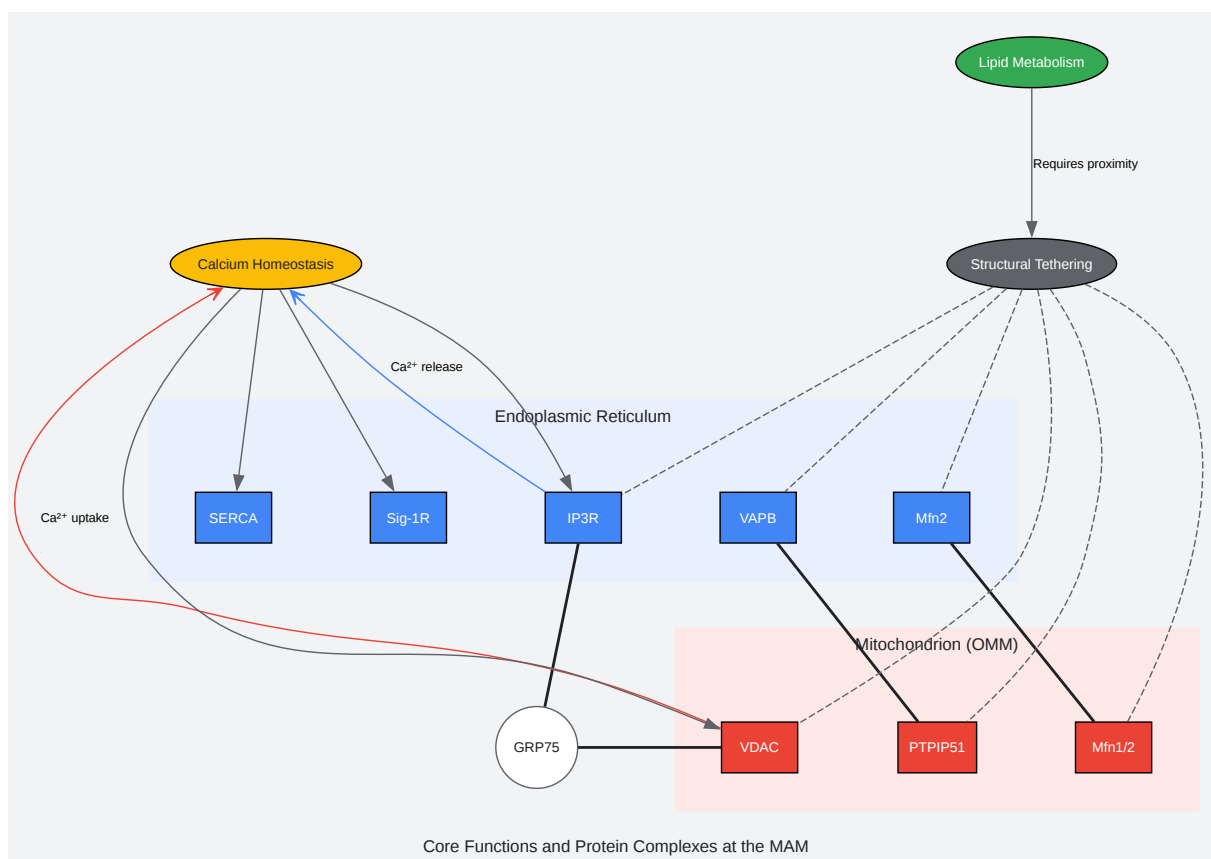 Lipid Metabolism
Requires proximity
Calcium Homeostasis
Structural Tethering
Ca²⁺ release
Endoplasmic Reticulum
Ca²⁺ uptake
SERCA
Sig-1R
IP3R
VAPB
Mfn2
Mitochondrion (OMM)
GRP75
VDAC
PTPIP51
Mfn1/2
Core Functions and Protein Complexes at the MAM